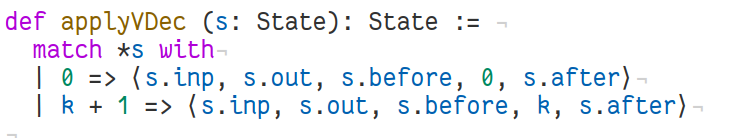 def applyVDec (s: State): State := ¬
  match *s with¬
  | 0 => ⟨s.inp, s.out, s.before, 0, s.after⟩¬
  | k + 1 => ⟨s.inp, s.out, s.before, k, s.after⟩¬
¬